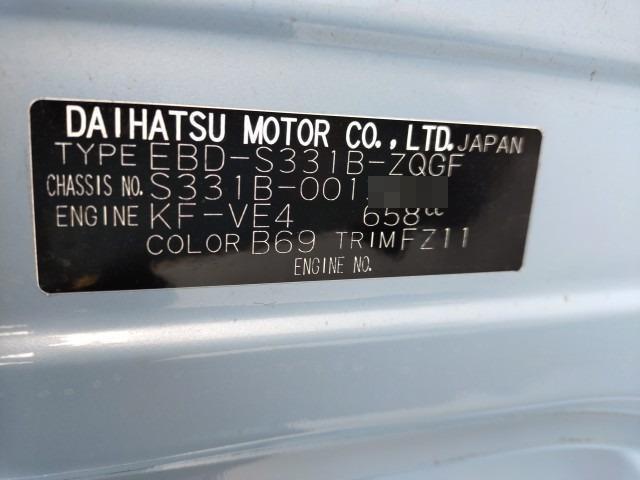 DAIHATSU MOTOR CO., LTD. JAPAN
TYPE EBD-S331B-ZQGF
CHASSIS NO. S331B-001
ENGINE KF-VE4 658cc
COLOR B69 TRIM FZ11
ENGINE NO.